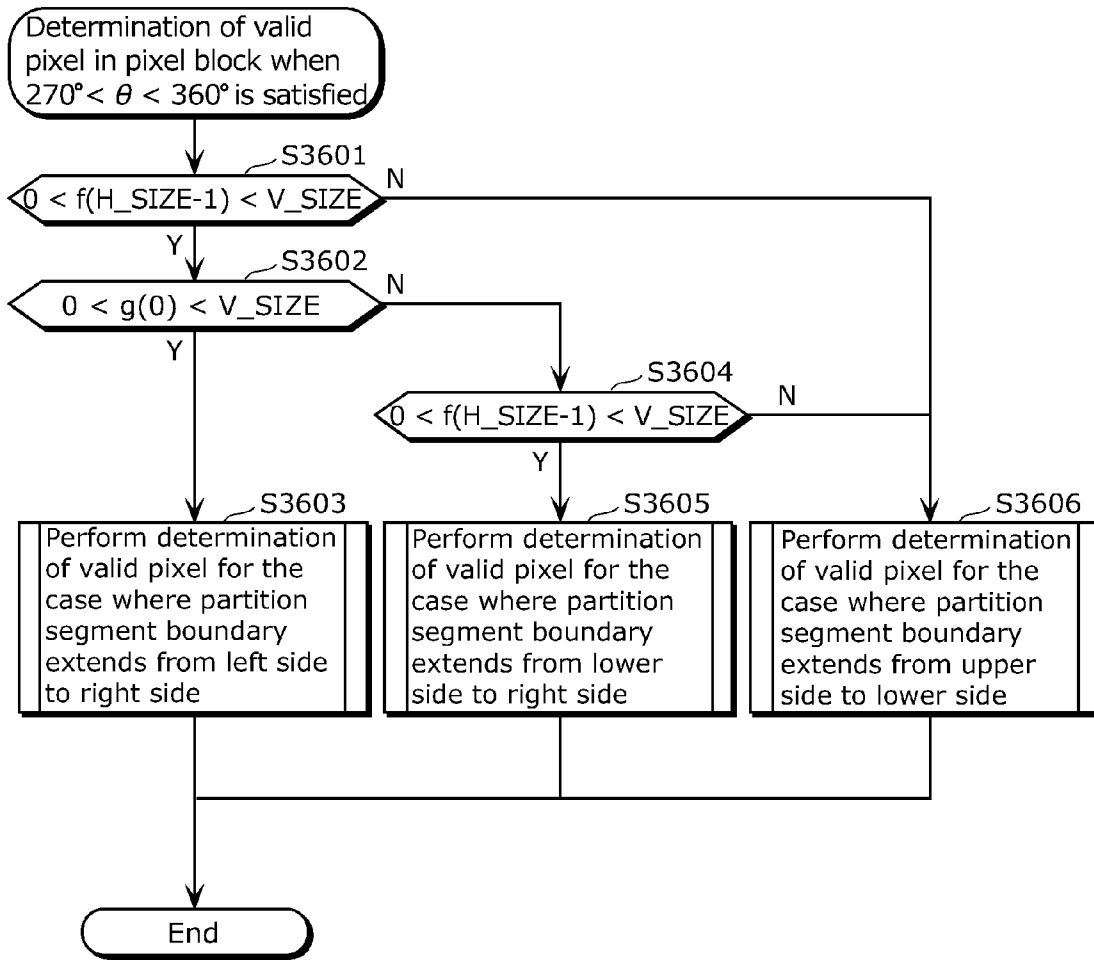 Determination of valid
pixel in pixel block when
270° < θ < 360° is satisfied
S3601
0 < f(H_SIZE-1) < V_SIZE
N
Y
S3602
0 < g(0) < V_SIZE
N
Y
S3604
0 < f(H_SIZE-1) < V_SIZE
N
Y
S3603
Perform determination
of valid pixel for the
case where partition
segment boundary
extends from left side
to right side
S3605
Perform determination
of valid pixel for the
case where partition
segment boundary
extends from lower
side to right side
S3606
Perform determination
of valid pixel for the
case where partition
segment boundary
extends from upper
side to lower side
End